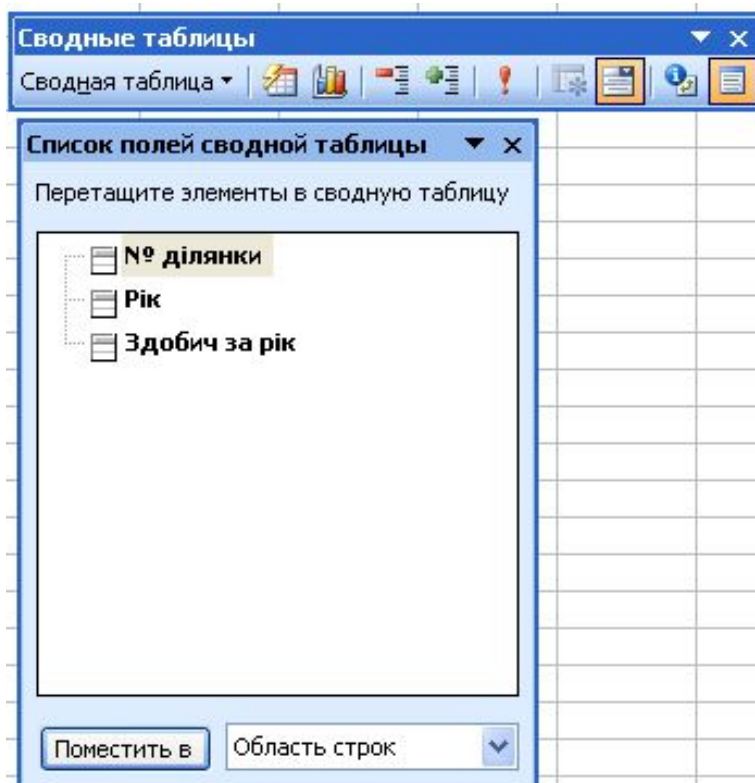 Сводные таблицы
Сводная таблица
Список полей сводной таблицы
Перетащите элементы в сводную таблицу
№ ділянки
Рік
Здобич за рік
Поместить в
Область строк